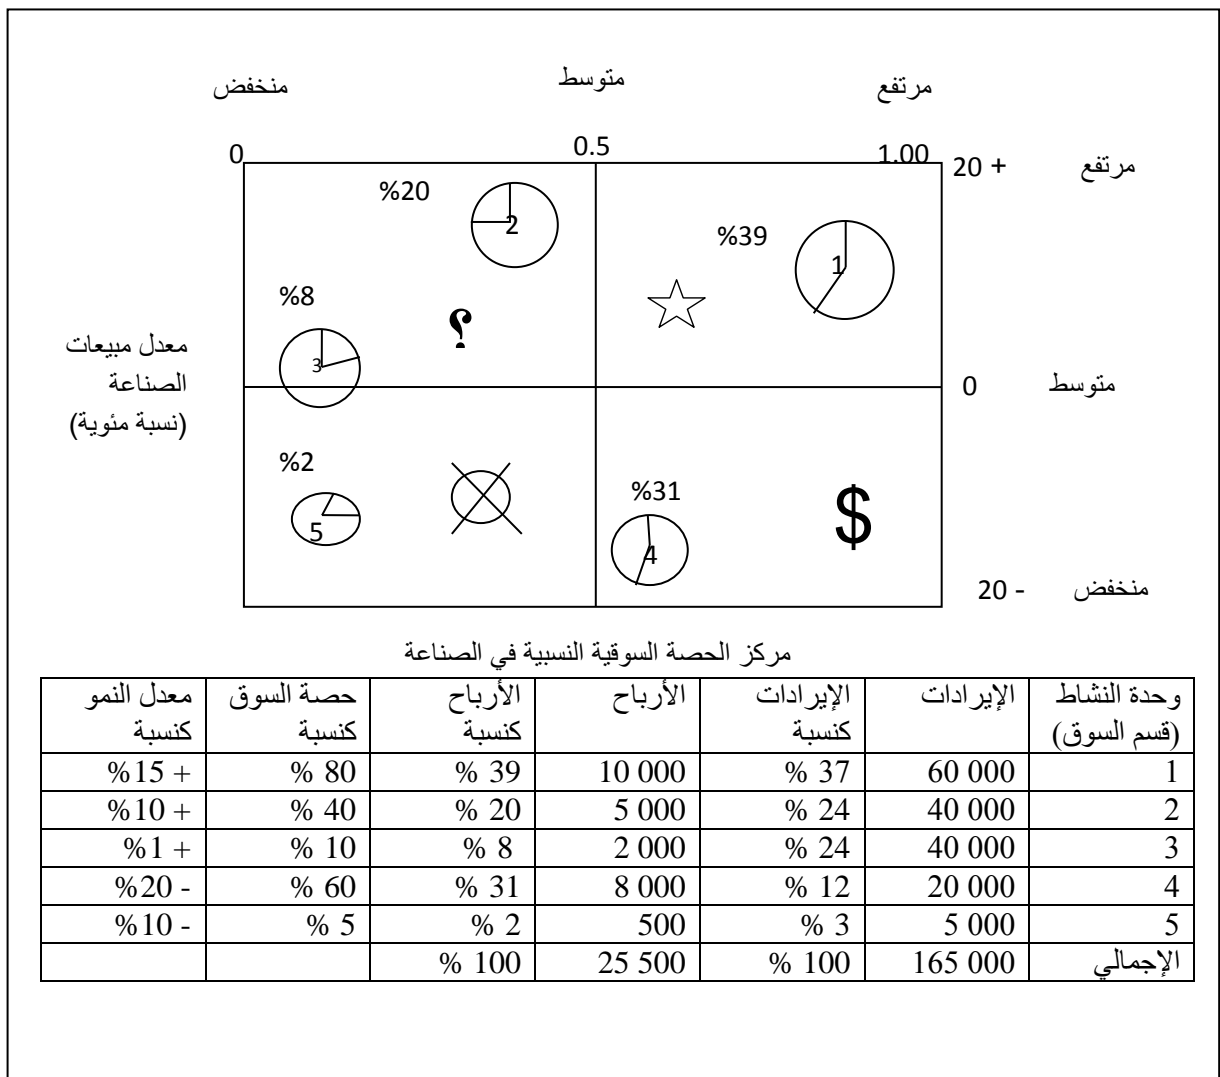 مرتفع متوسط منخفض
0 0.5 1.00
مرتفع 20 +
%20
2
%39
1
%8
3
؟
معدل مبيعات
الصناعة
(نسبة مئوية)
متوسط 0
%2
5
%31
4
$
منخفض 20 -
مركز الحصة السوقية النسبية في الصناعة
وحدة النشاط الإيرادات الإيرادات الأرباح الأرباح حصة السوق معدل النمو
(قسم السوق) كنسبة كنسبة كنسبة كنسبة
1 60 000 37 % 10 000 39 % 80 % + 15%
2 40 000 24 % 5 000 20 % 40 % + 10%
3 40 000 24 % 2 000 8 % 10 % + 1%
4 20 000 12 % 8 000 31 % 60 % - 20%
5 5 000 3 % 500 2 % 5 % - 10%
الإجمالي 165 000 100 % 25 500 100 %